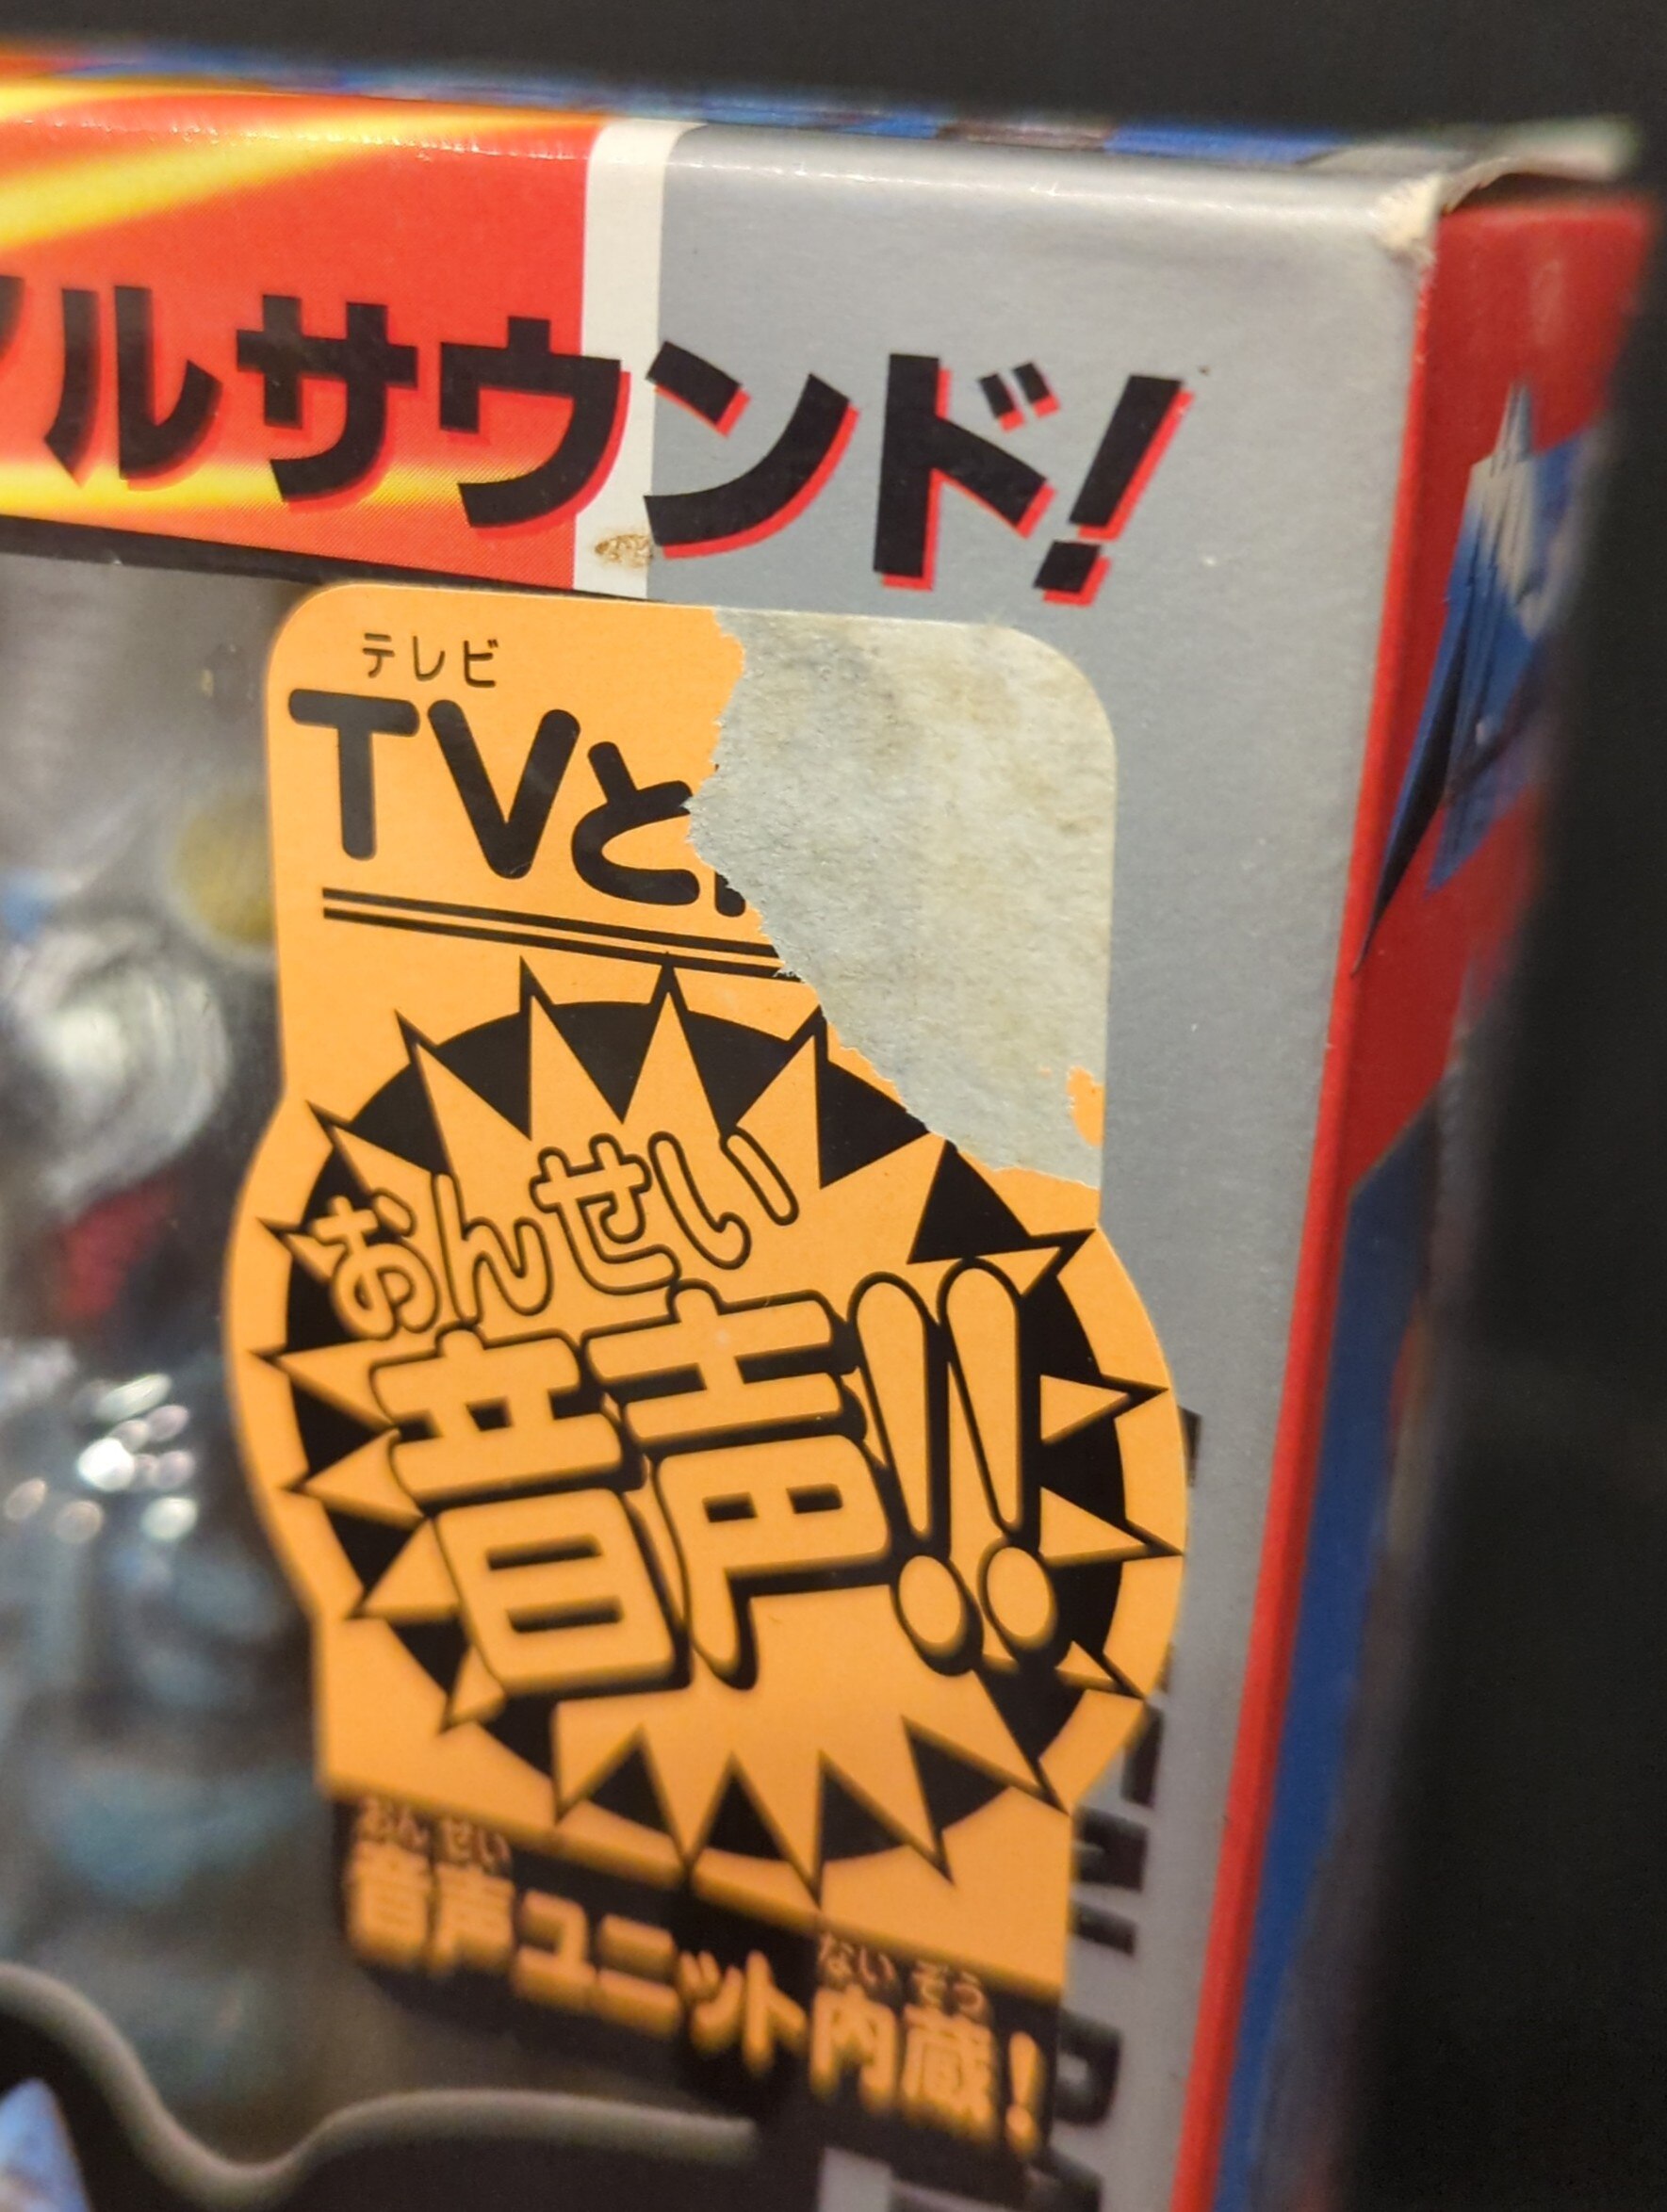 ルサウンド!
テレビ
TVと
おんせい
音声!!
おんせい
音声ユニット内蔵!
ないぞう